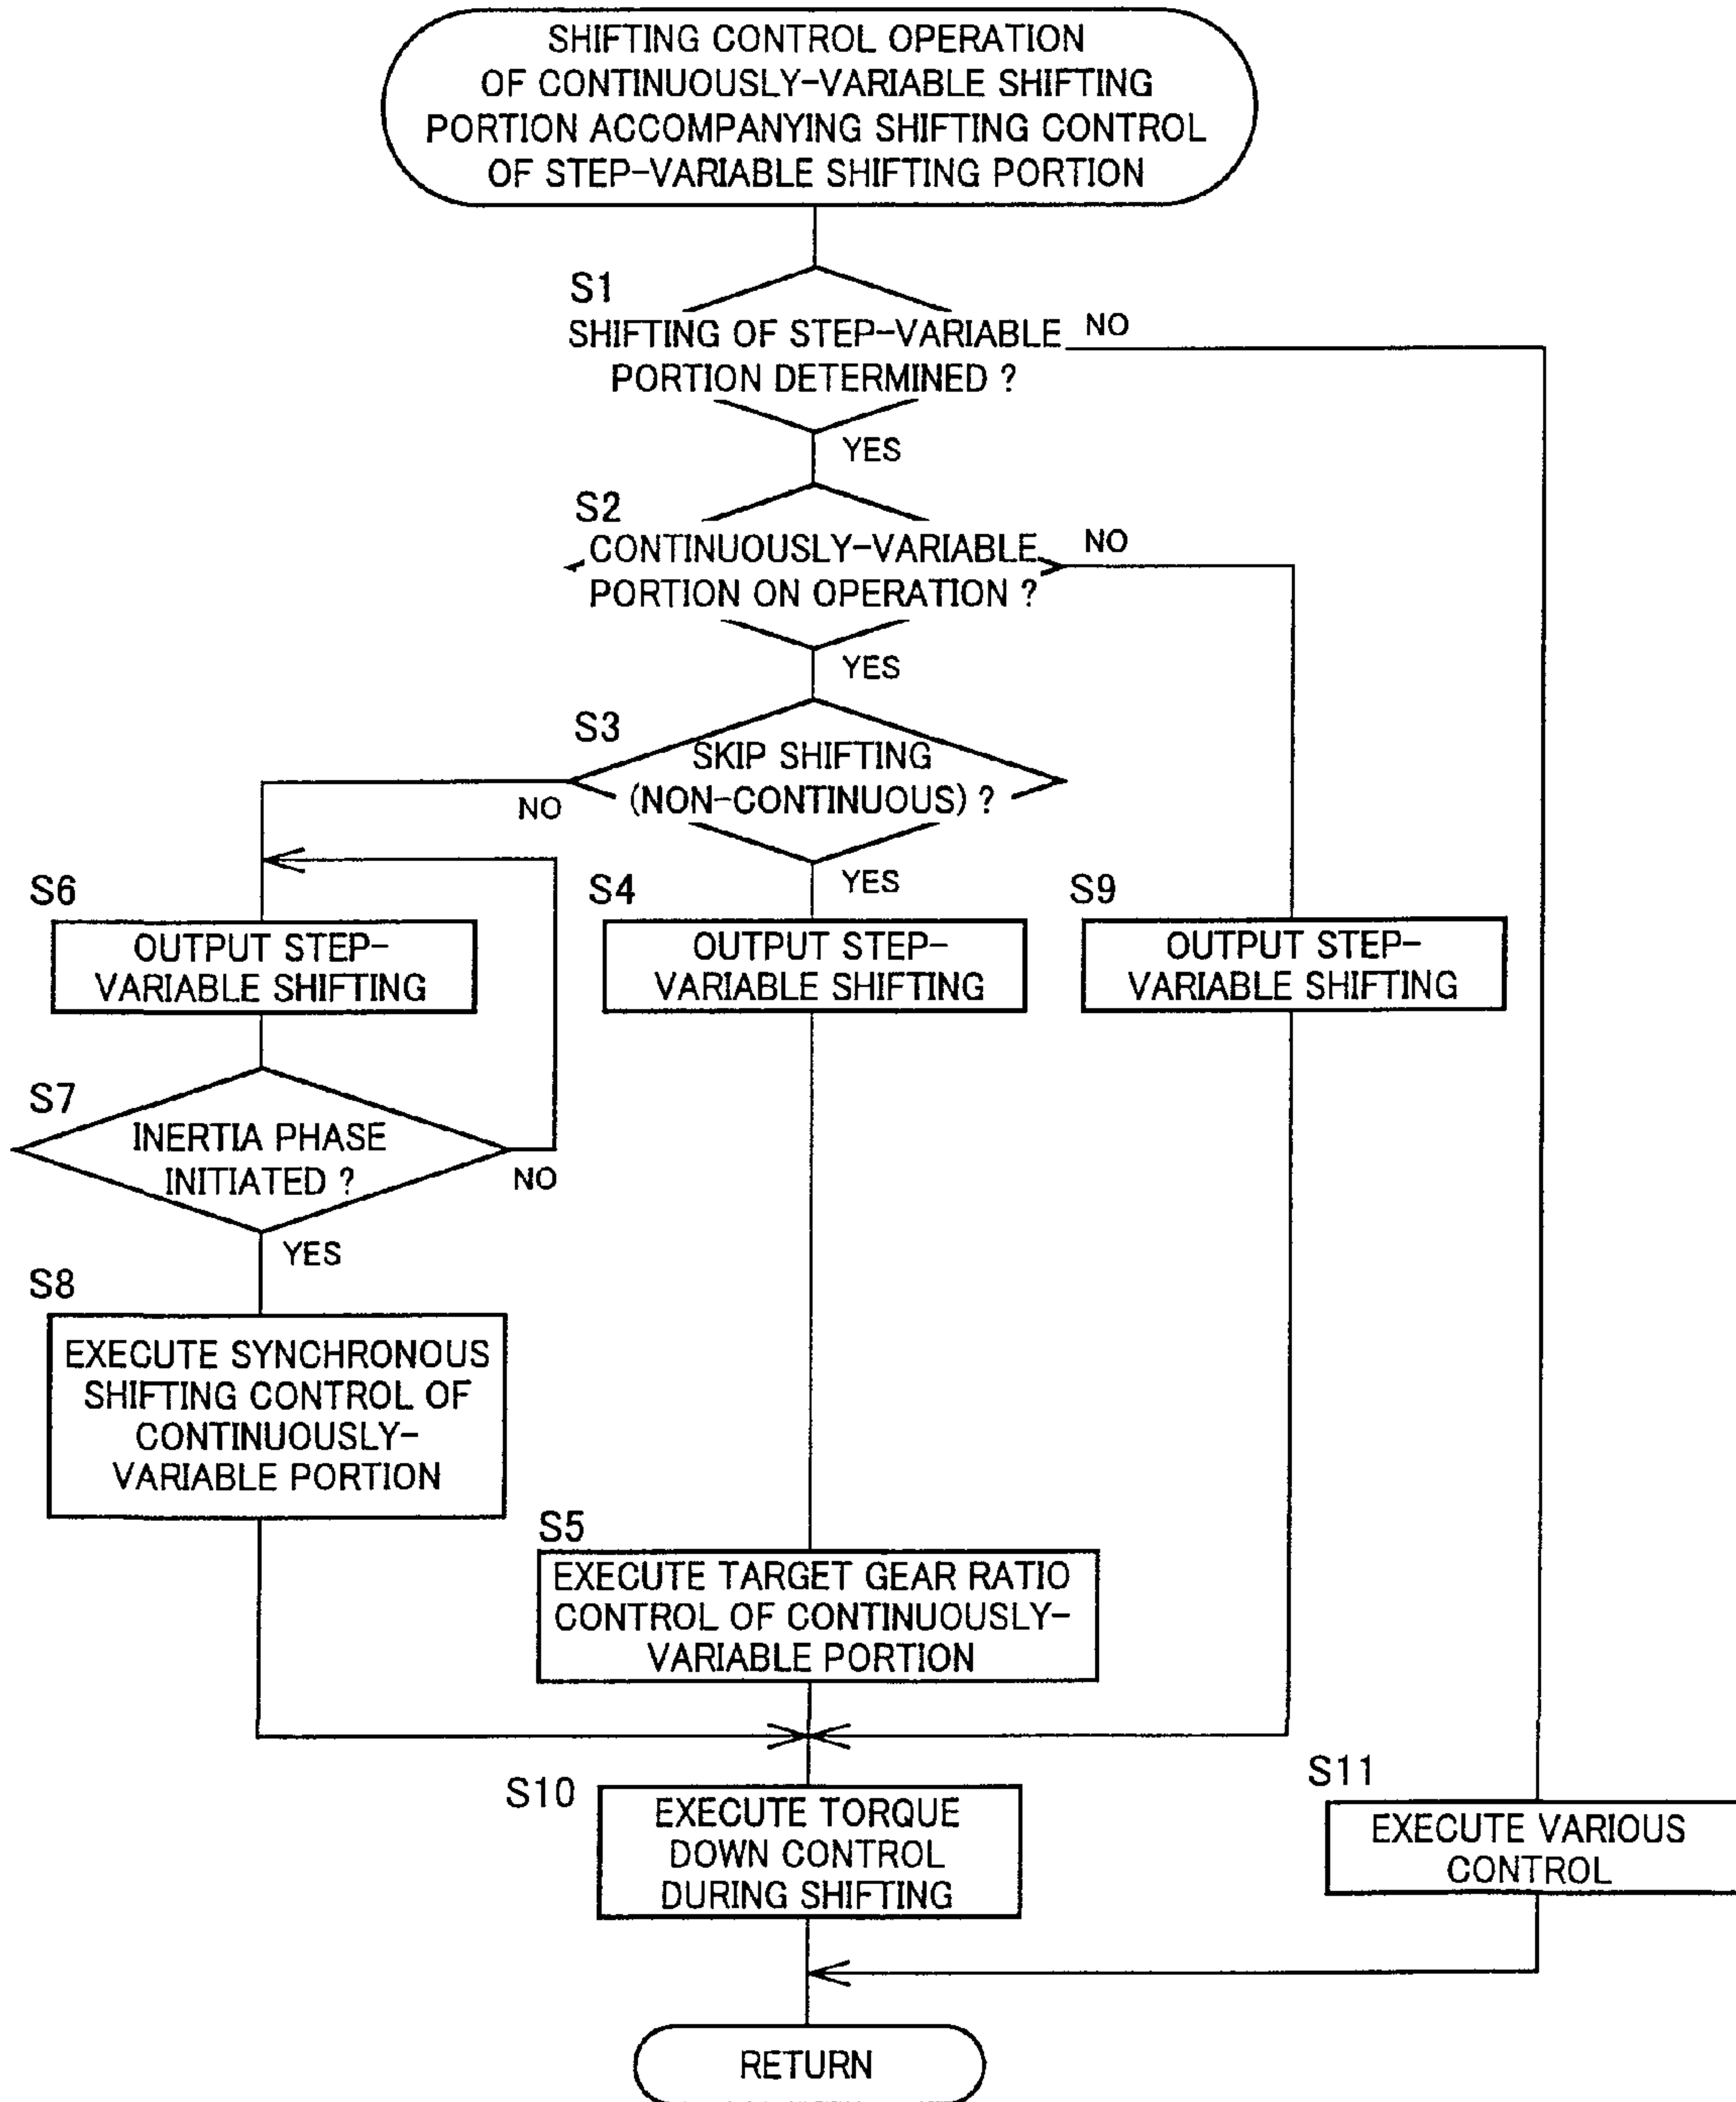 SHIFTING CONTROL OPERATION
OF CONTINUOUSLY-VARIABLE SHIFTING
PORTION ACCOMPANYING SHIFTING CONTROL
OF STEP-VARIABLE SHIFTING PORTION
S1
SHIFTING OF STEP-VARIABLE
PORTION DETERMINED ?
NO
YES
S2
CONTINUOUSLY-VARIABLE
PORTION ON OPERATION ?
NO
YES
S3
SKIP SHIFTING
(NON-CONTINUOUS) ?
NO
YES
S6
OUTPUT STEP-
VARIABLE SHIFTING
S4
OUTPUT STEP-
VARIABLE SHIFTING
S9
OUTPUT STEP-
VARIABLE SHIFTING
S7
INERTIA PHASE
INITIATED ?
NO
YES
S8
EXECUTE SYNCHRONOUS
SHIFTING CONTROL OF
CONTINUOUSLY-
VARIABLE PORTION
S5
EXECUTE TARGET GEAR RATIO
CONTROL OF CONTINUOUSLY-
VARIABLE PORTION
S10
EXECUTE TORQUE
DOWN CONTROL
DURING SHIFTING
S11
EXECUTE VARIOUS
CONTROL
RETURN